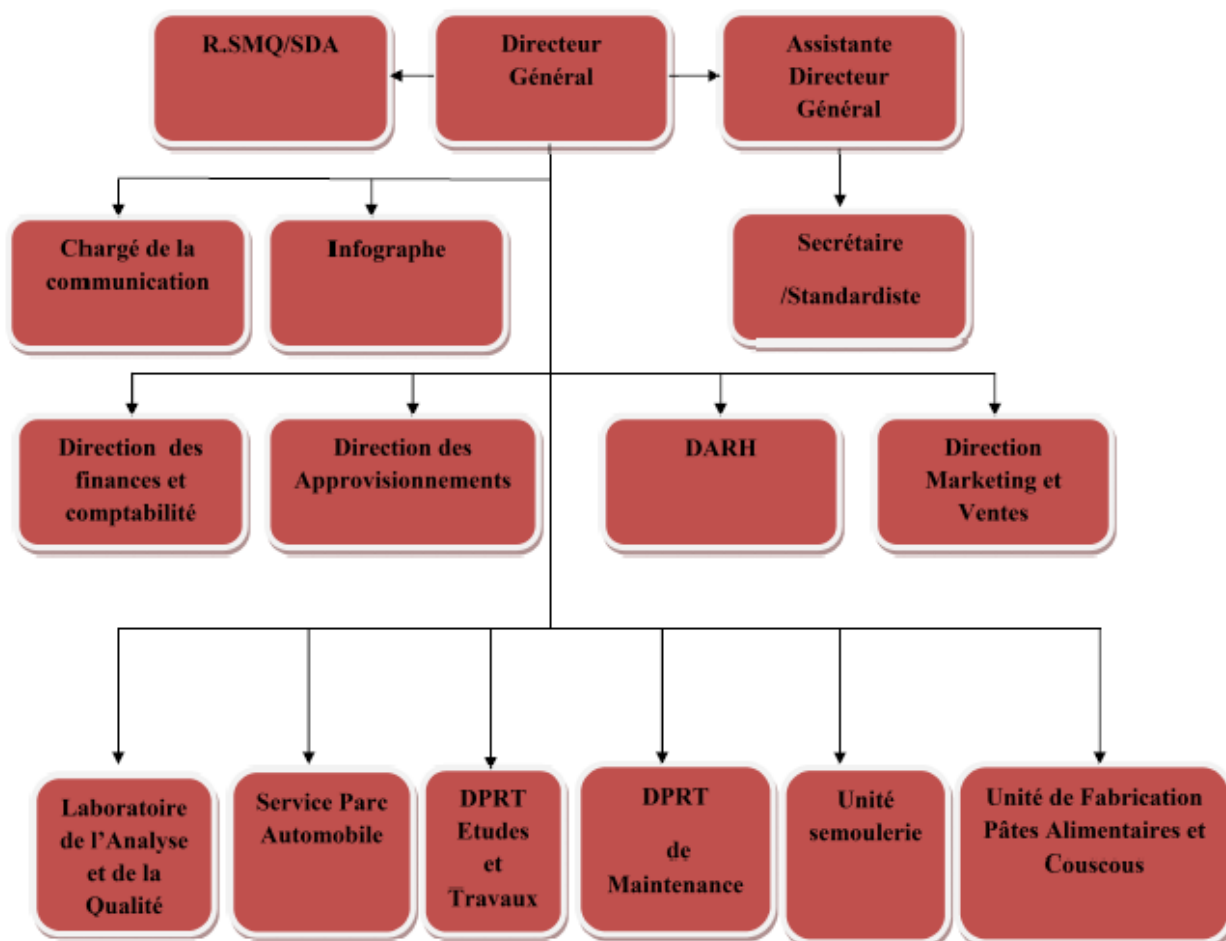 R.SMQ/SDA
Directeur
Général
Assistante
Directeur
Général
Chargé de la
communication
Infographe
Secrétaire
/Standardiste
Direction des
finances et
comptabilité
Direction des
Approvisionnements
DARH
Direction
Marketing et
Ventes
Laboratoire
de l’Analyse
et de la
Qualité
Service Parc
Automobile
DPRT
Etudes
et
Travaux
DPRT
de
Maintenance
Unité
semoulerie
Unité de Fabrication
Pâtes Alimentaires et
Couscous